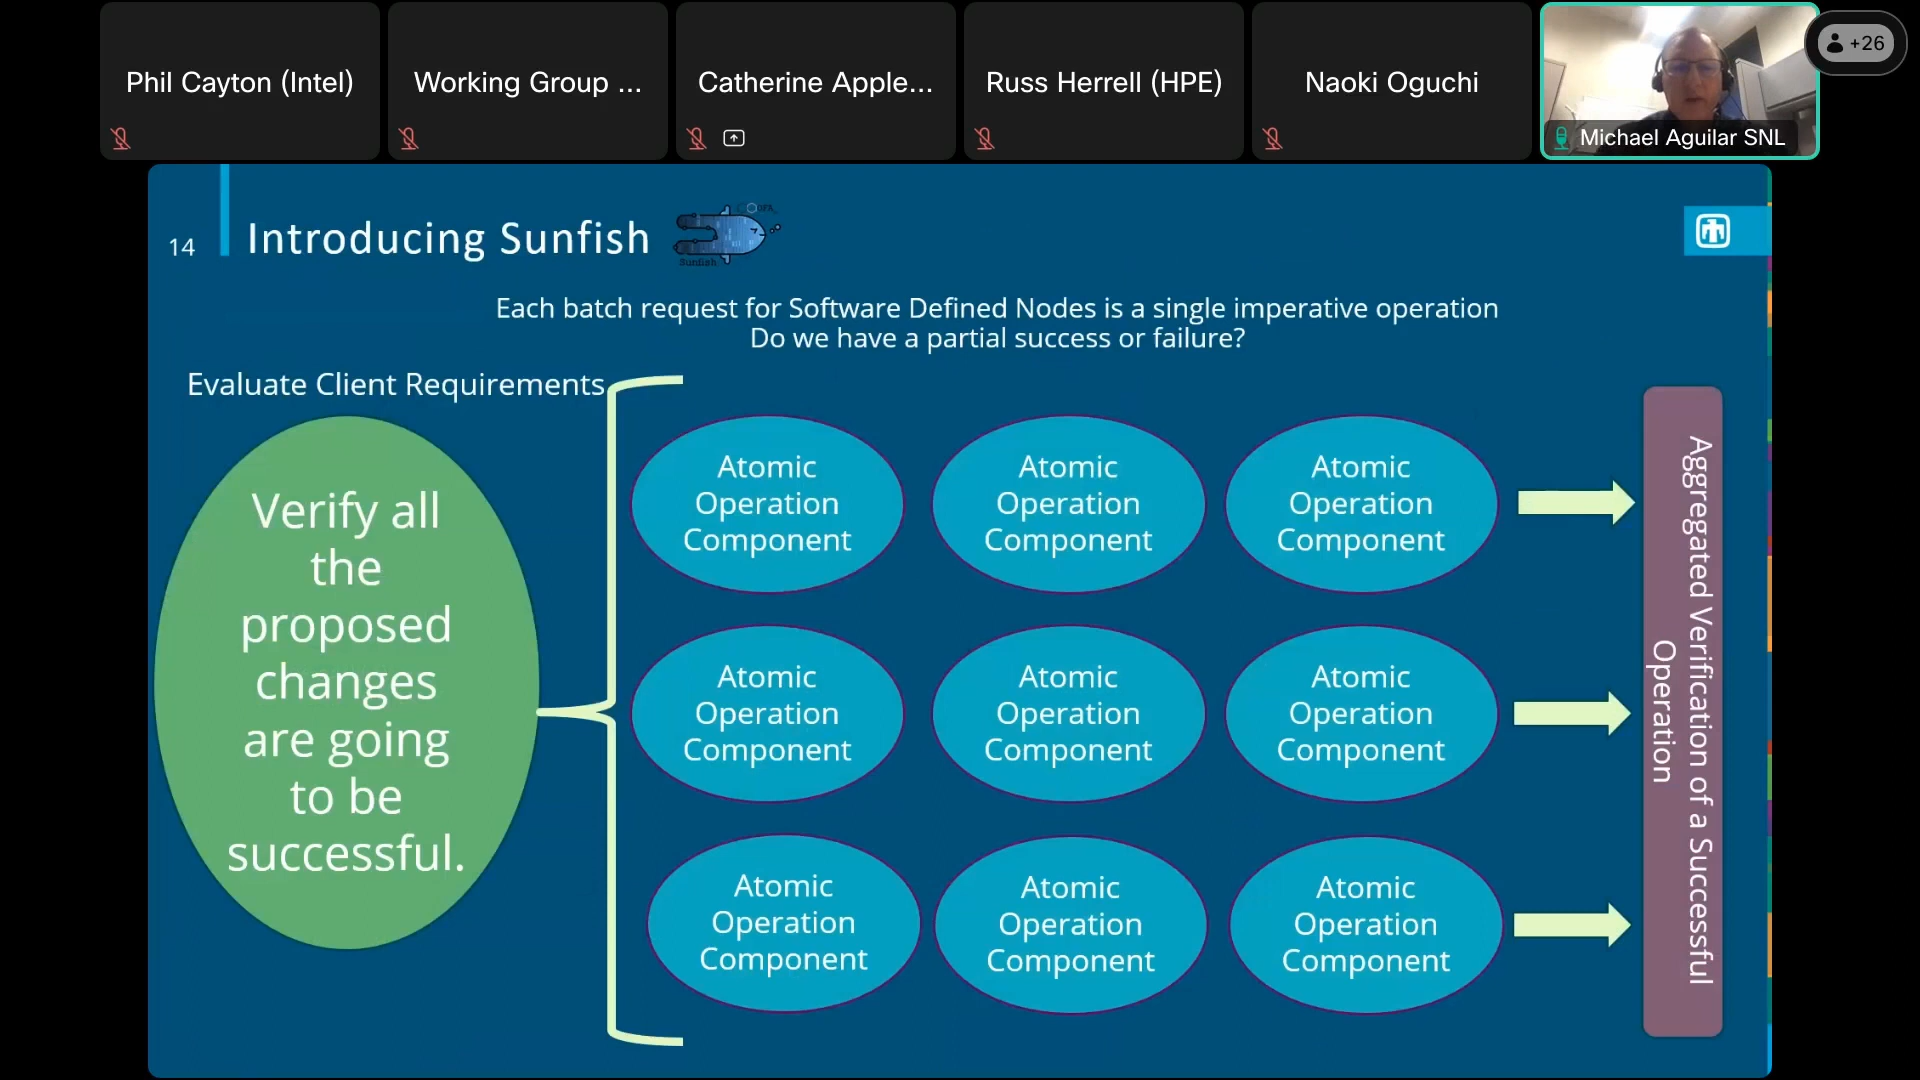 Phil Cayton (Intel)
Working Group ...
Catherine Apple...
Russ Herrell (HPE)
Naoki Oguchi
Michael Aguilar SNL
+26
14
Introducing Sunfish
Sunfish
Each batch request for Software Defined Nodes is a single imperative operation
Do we have a partial success or failure?
Evaluate Client Requirements
Verify all
the
proposed
changes
are going
to be
successful.
Atomic
Operation
Component
Atomic
Operation
Component
Atomic
Operation
Component
Atomic
Operation
Component
Atomic
Operation
Component
Atomic
Operation
Component
Atomic
Operation
Component
Atomic
Operation
Component
Atomic
Operation
Component
Aggregated Verification of a Successful
Operation